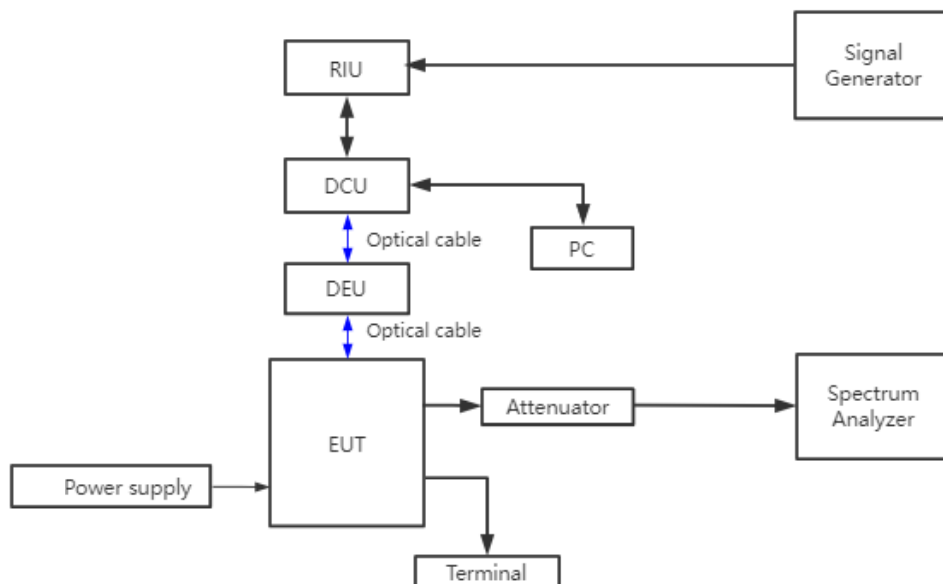 RIU
Signal
Generator
DCU
Optical cable
PC
DEU
Optical cable
EUT
Attenuator
Spectrum
Analyzer
Power supply
Terminal